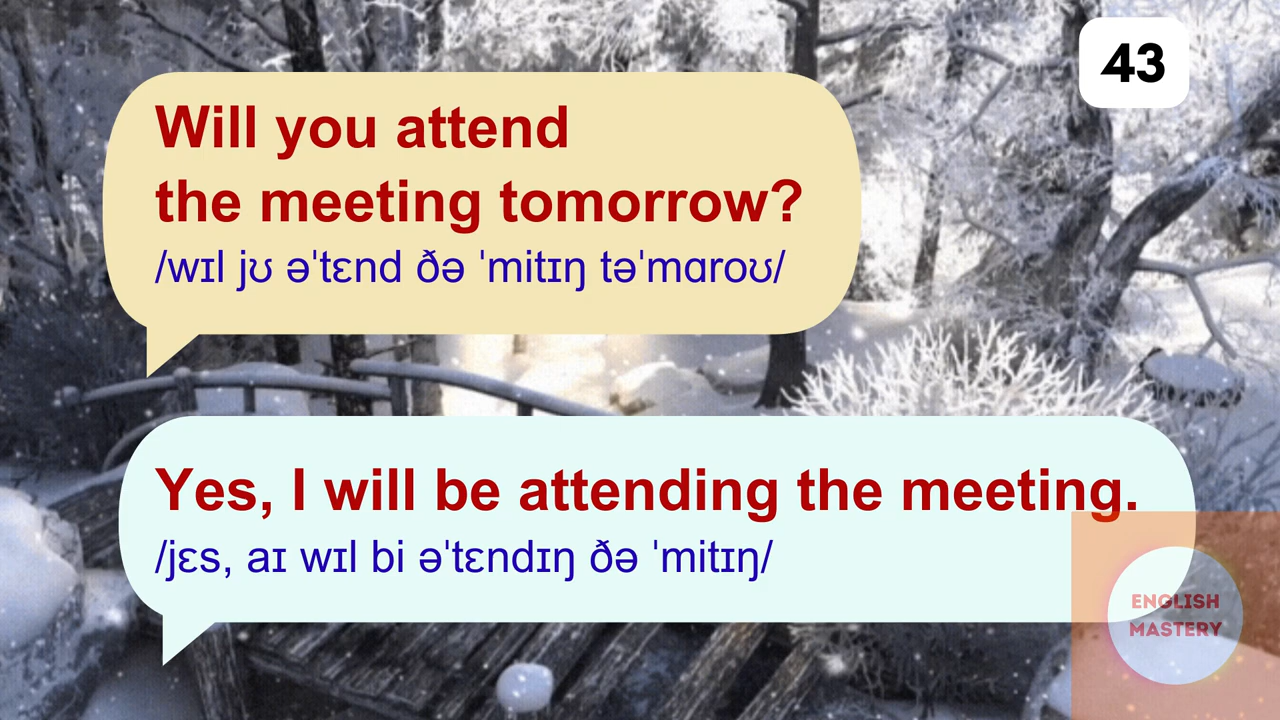 43
Will you attend
the meeting tomorrow?
/wɪl jʊ əˈtɛnd ðə ˈmitɪŋ təˈmɑroʊ/
Yes, I will be attending the meeting.
/jɛs, aɪ wɪl bi əˈtɛndɪŋ ðə ˈmitɪŋ/
ENGLISH
MASTERY